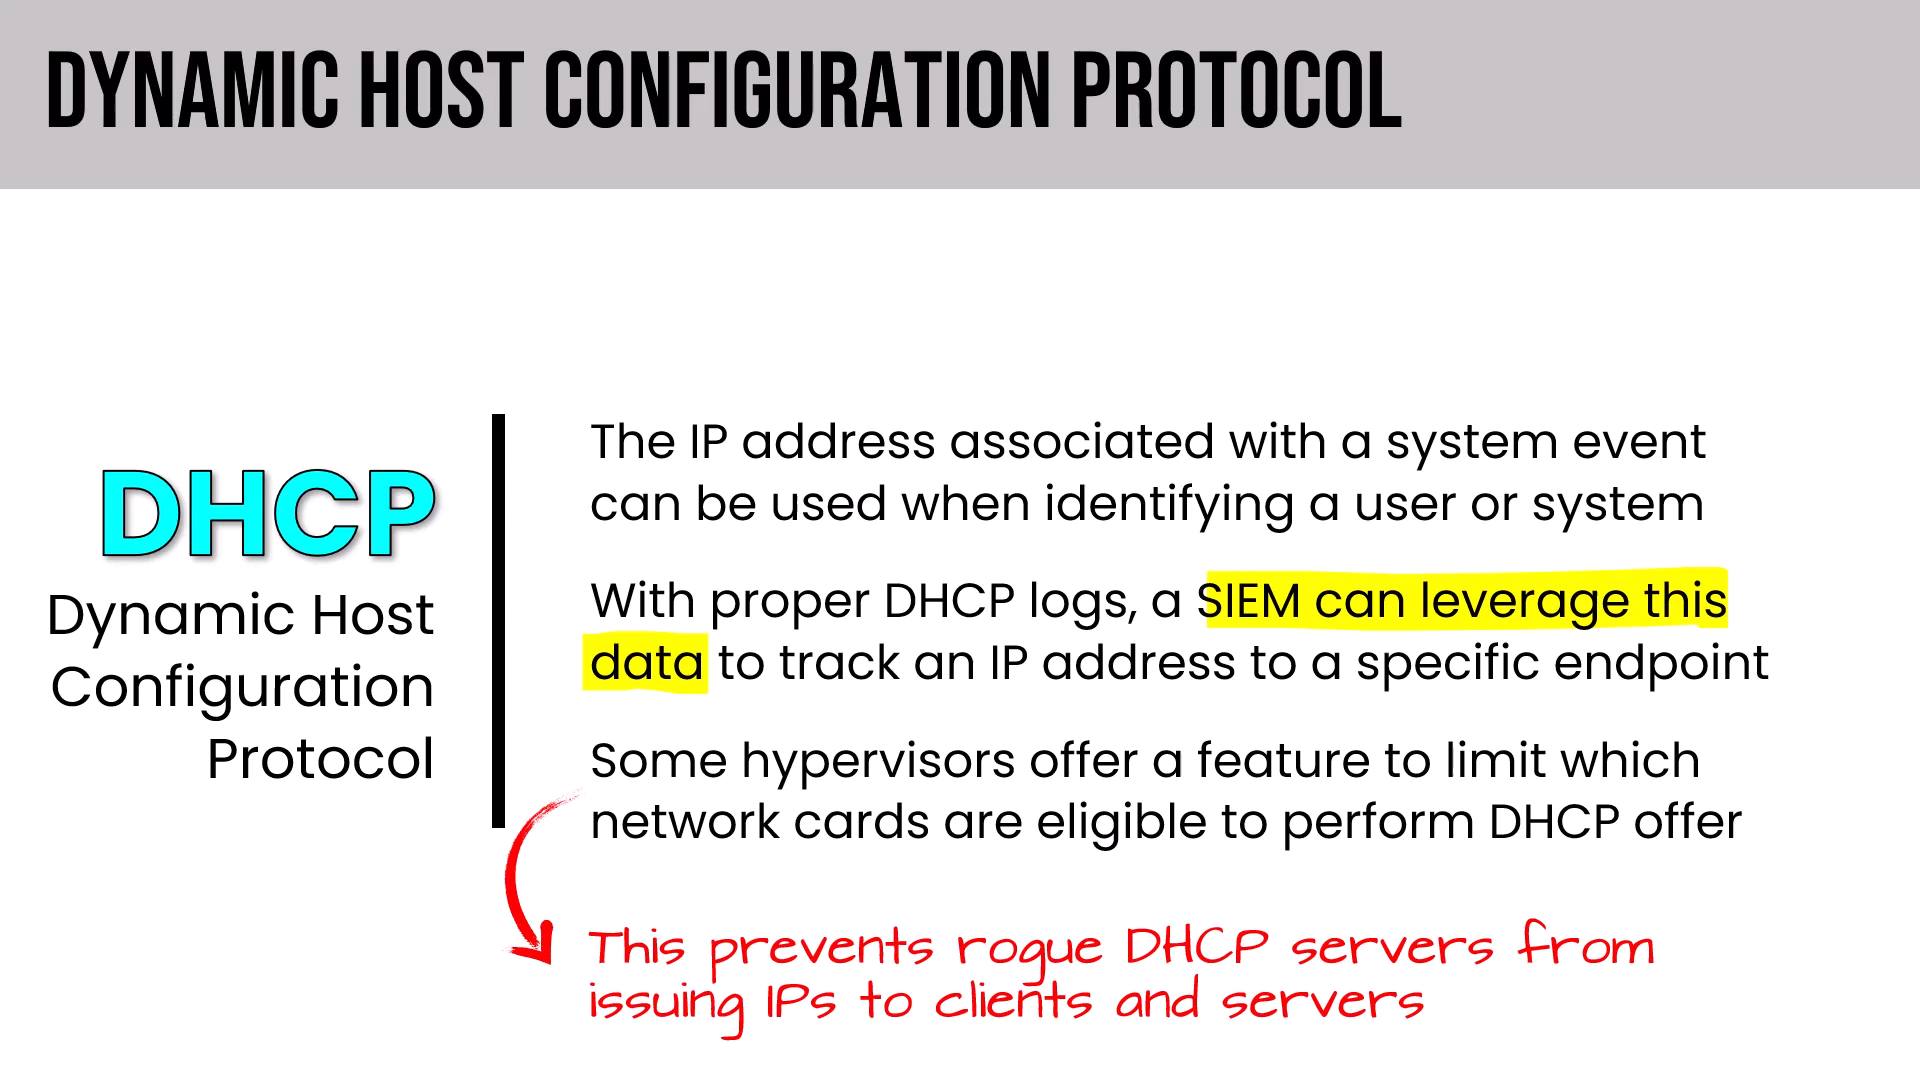 DYNAMIC HOST CONFIGURATION PROTOCOL
DHCP
Dynamic Host
Configuration
Protocol
The IP address associated with a system event
can be used when identifying a user or system
With proper DHCP logs, a SIEM can leverage this
data to track an IP address to a specific endpoint
Some hypervisors offer a feature to limit which
network cards are eligible to perform DHCP offer
This prevents rogue DHCP servers from
issuing IPs to clients and servers